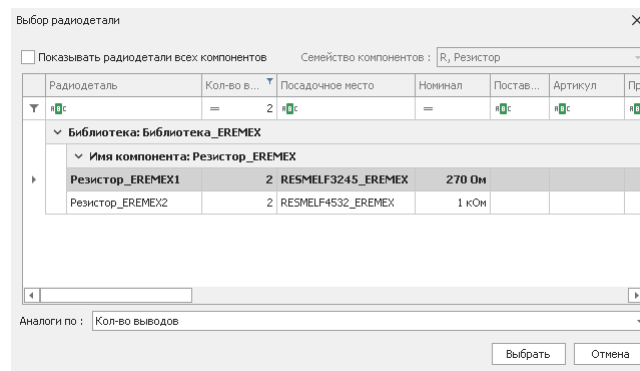 Выбор радиодетали
Показывать радиодетали всех компонентов Семейство компонентов : R, Резистор
Радиодеталь Кол-во в... Посадочное место Номинал Постав... Артикул Пр
= 2 =
Библиотека: Библиотека_EREMEX
Имя компонента: Резистор_EREMEX
Резистор_EREMEX1 2 RESMELF3245_EREMEX 270 Ом
Резистор_EREMEX2 2 RESMELF4532_EREMEX 1 кОм
Аналоги по : Кол-во выводов
Выбрать Отмена